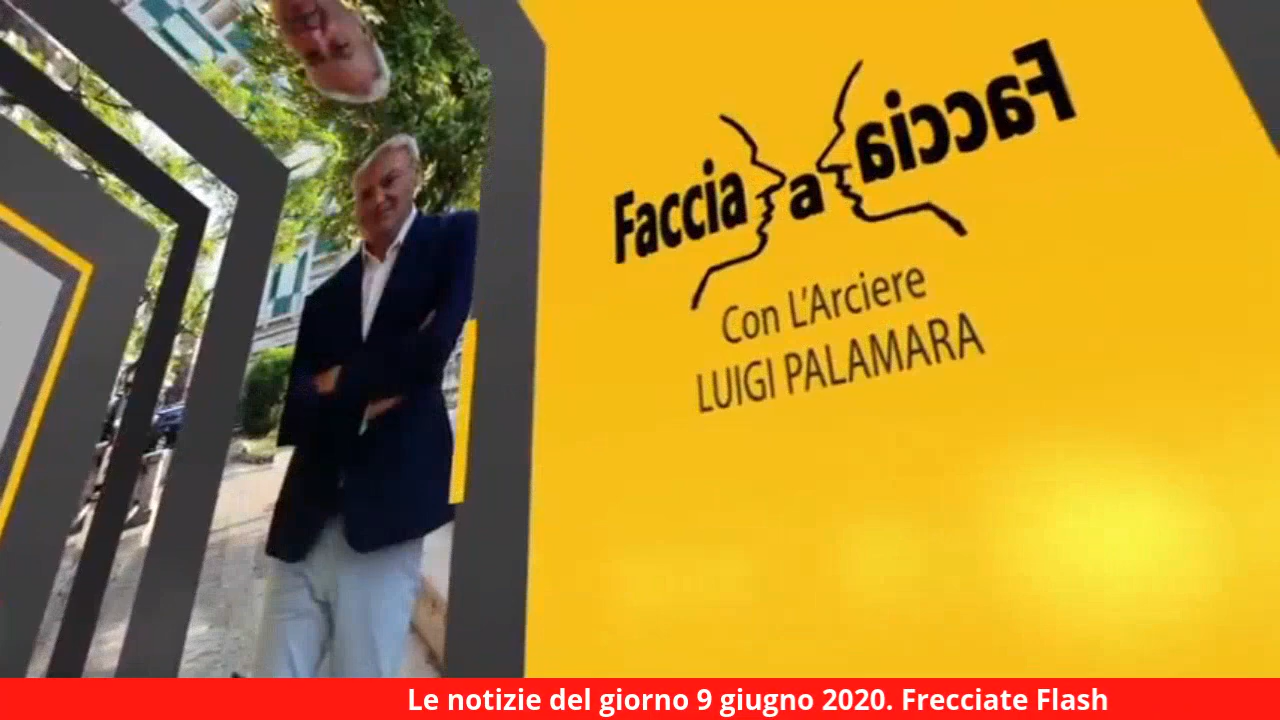 Faccia a Faccia
Con L'Arciere
LUIGI PALAMARA
Le notizie del giorno 9 giugno 2020. Frecciate Flash